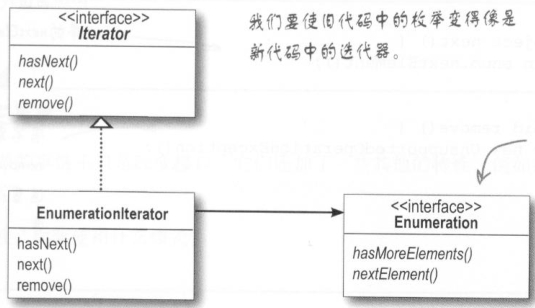 <<interface>>
Iterator
hasNext()
next()
remove()
我们要使旧代码中的枚举变得像是
新代码中的迭代器。
EnumerationIterator
hasNext()
next()
remove()
<<interface>>
Enumeration
hasMoreElements()
nextElement()